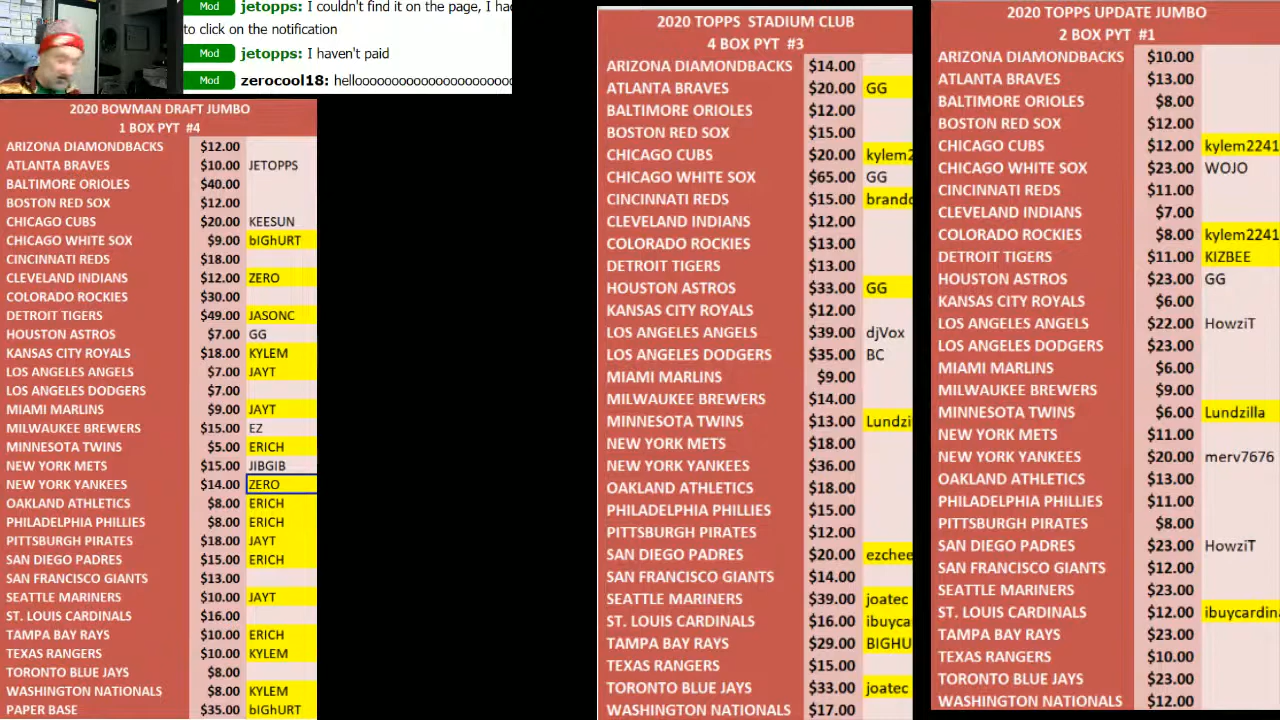 Mod jetopps: I couldn't find it on the page, I had
to click on the notification
Mod jetopps: I haven't paid
Mod zerocool18: hellooooooooooooooooooooooo
2020 BOWMAN DRAFT JUMBO
1 BOX PYT #4
ARIZONA DIAMONDBACKS $12.00
ATLANTA BRAVES $10.00 JETOPPS
BALTIMORE ORIOLES $40.00
BOSTON RED SOX $12.00
CHICAGO CUBS $20.00 KEESUN
CHICAGO WHITE SOX $9.00 bIGhURT
CINCINNATI REDS $18.00
CLEVELAND INDIANS $12.00 ZERO
COLORADO ROCKIES $30.00
DETROIT TIGERS $49.00 JASONC
HOUSTON ASTROS $7.00 GG
KANSAS CITY ROYALS $18.00 KYLEM
LOS ANGELES ANGELS $7.00 JAYT
LOS ANGELES DODGERS $7.00
MIAMI MARLINS $9.00 JAYT
MILWAUKEE BREWERS $15.00 EZ
MINNESOTA TWINS $5.00 ERICH
NEW YORK METS $15.00 JIBGIB
NEW YORK YANKEES $14.00 ZERO
OAKLAND ATHLETICS $8.00 ERICH
PHILADELPHIA PHILLIES $8.00 ERICH
PITTSBURGH PIRATES $18.00 JAYT
SAN DIEGO PADRES $15.00 ERICH
SAN FRANCISCO GIANTS $13.00
SEATTLE MARINERS $10.00 JAYT
ST. LOUIS CARDINALS $16.00
TAMPA BAY RAYS $10.00 ERICH
TEXAS RANGERS $10.00 KYLEM
TORONTO BLUE JAYS $8.00
WASHINGTON NATIONALS $8.00 KYLEM
PAPER BASE $35.00 bIGhURT
2020 TOPPS STADIUM CLUB
4 BOX PYT #3
ARIZONA DIAMONDBACKS $14.00
ATLANTA BRAVES $20.00 GG
BALTIMORE ORIOLES $12.00
BOSTON RED SOX $15.00
CHICAGO CUBS $20.00 kylem2
CHICAGO WHITE SOX $65.00 GG
CINCINNATI REDS $15.00 brando
CLEVELAND INDIANS $12.00
COLORADO ROCKIES $13.00
DETROIT TIGERS $13.00
HOUSTON ASTROS $33.00 GG
KANSAS CITY ROYALS $12.00
LOS ANGELES ANGELS $39.00 djVox
LOS ANGELES DODGERS $35.00 BC
MIAMI MARLINS $9.00
MILWAUKEE BREWERS $14.00
MINNESOTA TWINS $13.00 Lundzi
NEW YORK METS $18.00
NEW YORK YANKEES $36.00
OAKLAND ATHLETICS $18.00
PHILADELPHIA PHILLIES $15.00
PITTSBURGH PIRATES $12.00
SAN DIEGO PADRES $20.00 ezchee
SAN FRANCISCO GIANTS $14.00
SEATTLE MARINERS $39.00 joatec
ST. LOUIS CARDINALS $16.00 ibuyca
TAMPA BAY RAYS $29.00 BIGHU
TEXAS RANGERS $15.00
TORONTO BLUE JAYS $33.00 joatec
WASHINGTON NATIONALS $17.00
2020 TOPPS UPDATE JUMBO
2 BOX PYT #1
ARIZONA DIAMONDBACKS $10.00
ATLANTA BRAVES $13.00
BALTIMORE ORIOLES $8.00
BOSTON RED SOX $12.00
CHICAGO CUBS $12.00 kylem2241
CHICAGO WHITE SOX $23.00 WOJO
CINCINNATI REDS $11.00
CLEVELAND INDIANS $7.00
COLORADO ROCKIES $8.00 kylem2241
DETROIT TIGERS $11.00 KIZBEE
HOUSTON ASTROS $23.00 GG
KANSAS CITY ROYALS $6.00
LOS ANGELES ANGELS $22.00 HowziT
LOS ANGELES DODGERS $23.00
MIAMI MARLINS $6.00
MILWAUKEE BREWERS $9.00
MINNESOTA TWINS $6.00 Lundzilla
NEW YORK METS $11.00
NEW YORK YANKEES $20.00 merv7676
OAKLAND ATHLETICS $13.00
PHILADELPHIA PHILLIES $11.00
PITTSBURGH PIRATES $8.00
SAN DIEGO PADRES $23.00 HowziT
SAN FRANCISCO GIANTS $12.00
SEATTLE MARINERS $23.00
ST. LOUIS CARDINALS $12.00 ibuycardina
TAMPA BAY RAYS $23.00
TEXAS RANGERS $10.00
TORONTO BLUE JAYS $23.00
WASHINGTON NATIONALS $12.00